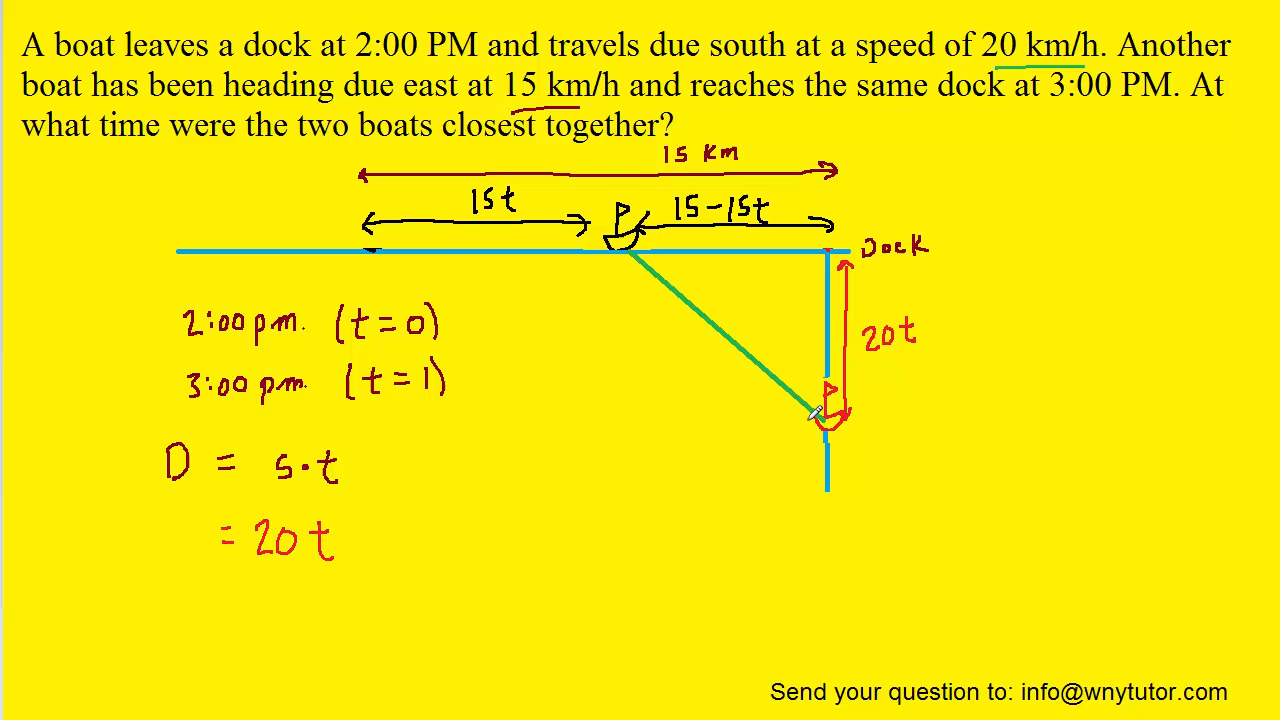 A boat leaves a dock at 2:00 PM and travels due south at a speed of 20 km/h. Another
boat has been heading due east at 15 km/h and reaches the same dock at 3:00 PM. At
what time were the two boats closest together?
15 km
15t
15-15t
Dock
2:00 pm. (t = 0)
20t
3:00 pm. (t = 1)
D = s·t
= 20t
Send your question to: info@wnytutor.com